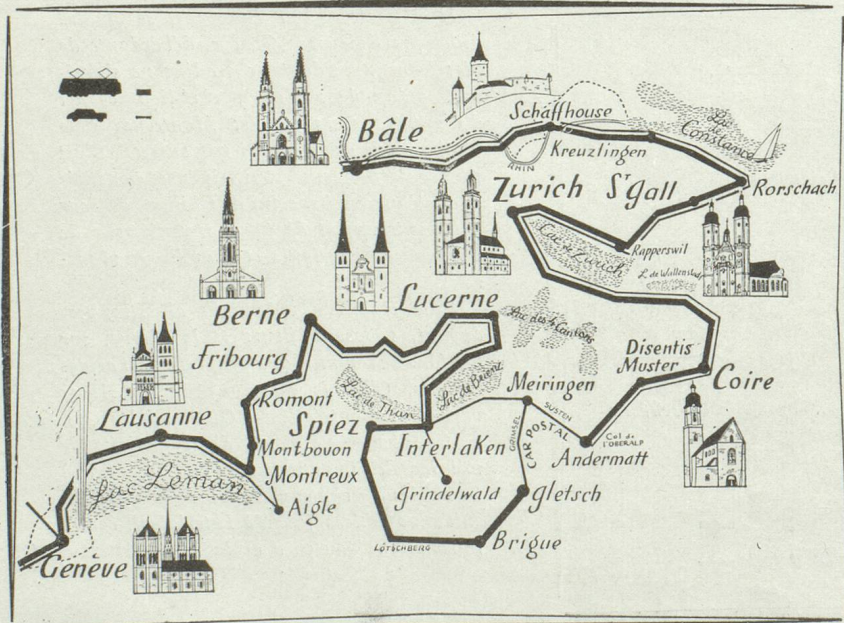 Bâle
Schaffhouse
Lac de Constance
Kreuzlingen
RHIN
Zurich
Sᵗ Gall
Rorschach
Lac de Zurich
Rapperswil
L. de Wallenstadt
Lucerne
Lac des 4 Cantons
Berne
Fribourg
Disentis
Muster
Coire
Lac de Thun
Lac de Brienz
Meiringen
Romont
Lausanne
Spiez
SUSTEN
GRIMSEL
CAR POSTAL
Col de
l'OBERALP
Interlaken
Andermatt
Montbovon
Montreux
Lac Leman
Grindelwald
Gletsch
Aigle
LÖTSCHBERG
Brigue
Genève